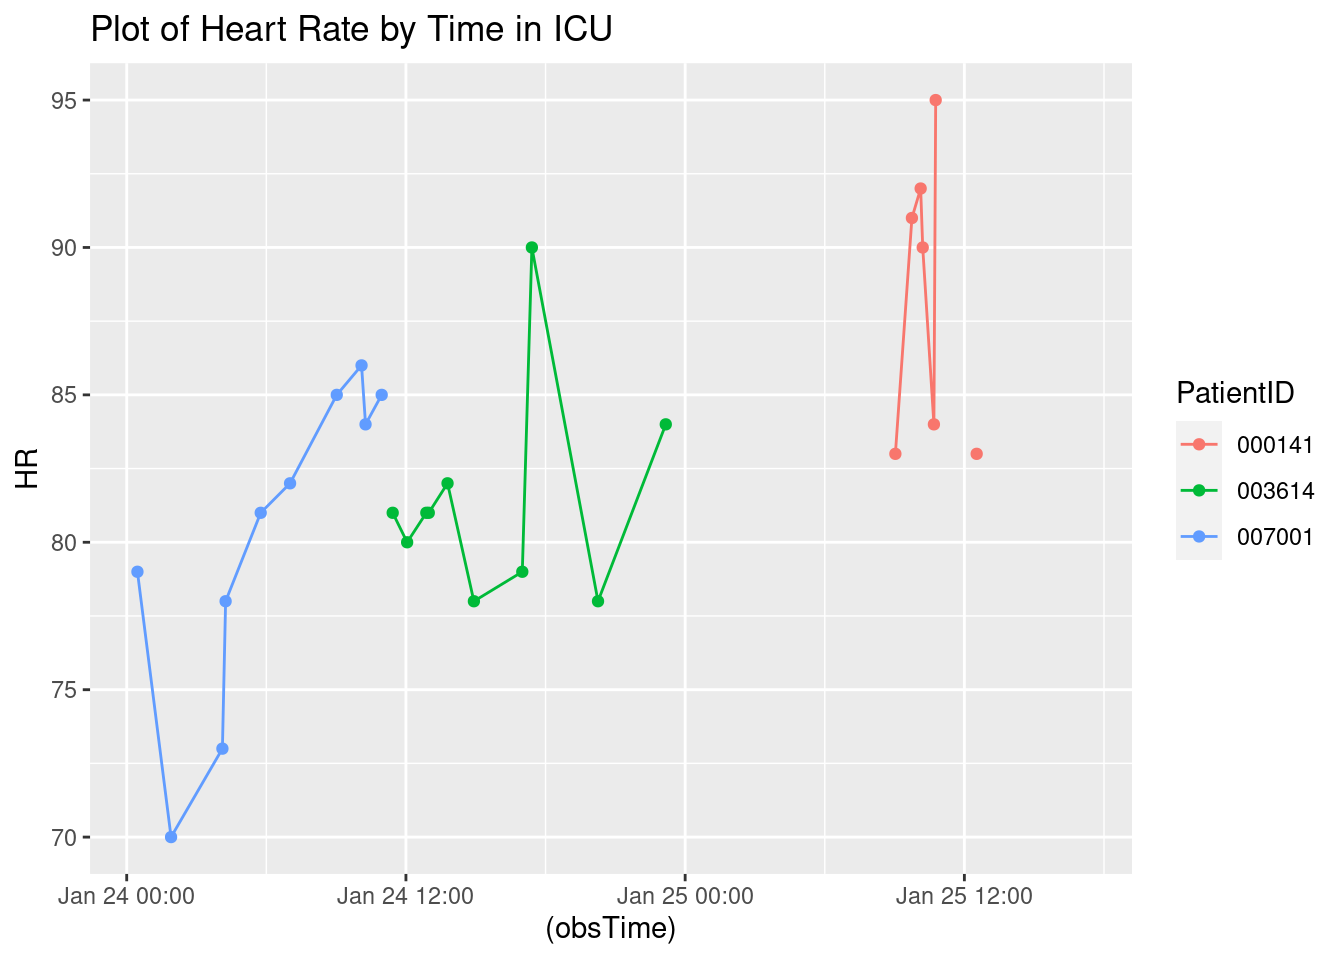 Plot of Heart Rate by Time in ICU
95
90
85
80
75
70
HR
Jan 24 00:00
Jan 24 12:00
Jan 25 00:00
Jan 25 12:00
(obsTime)
PatientID
000141
003614
007001